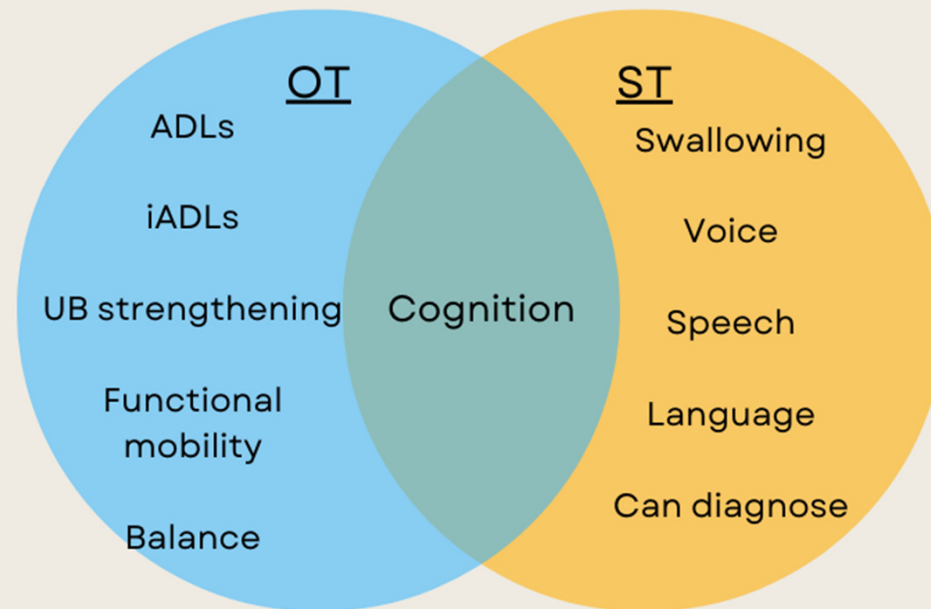 OT
ADLs
iADLs
UB strengthening
Functional
mobility
Balance
Cognition
ST
Swallowing
Voice
Speech
Language
Can diagnose